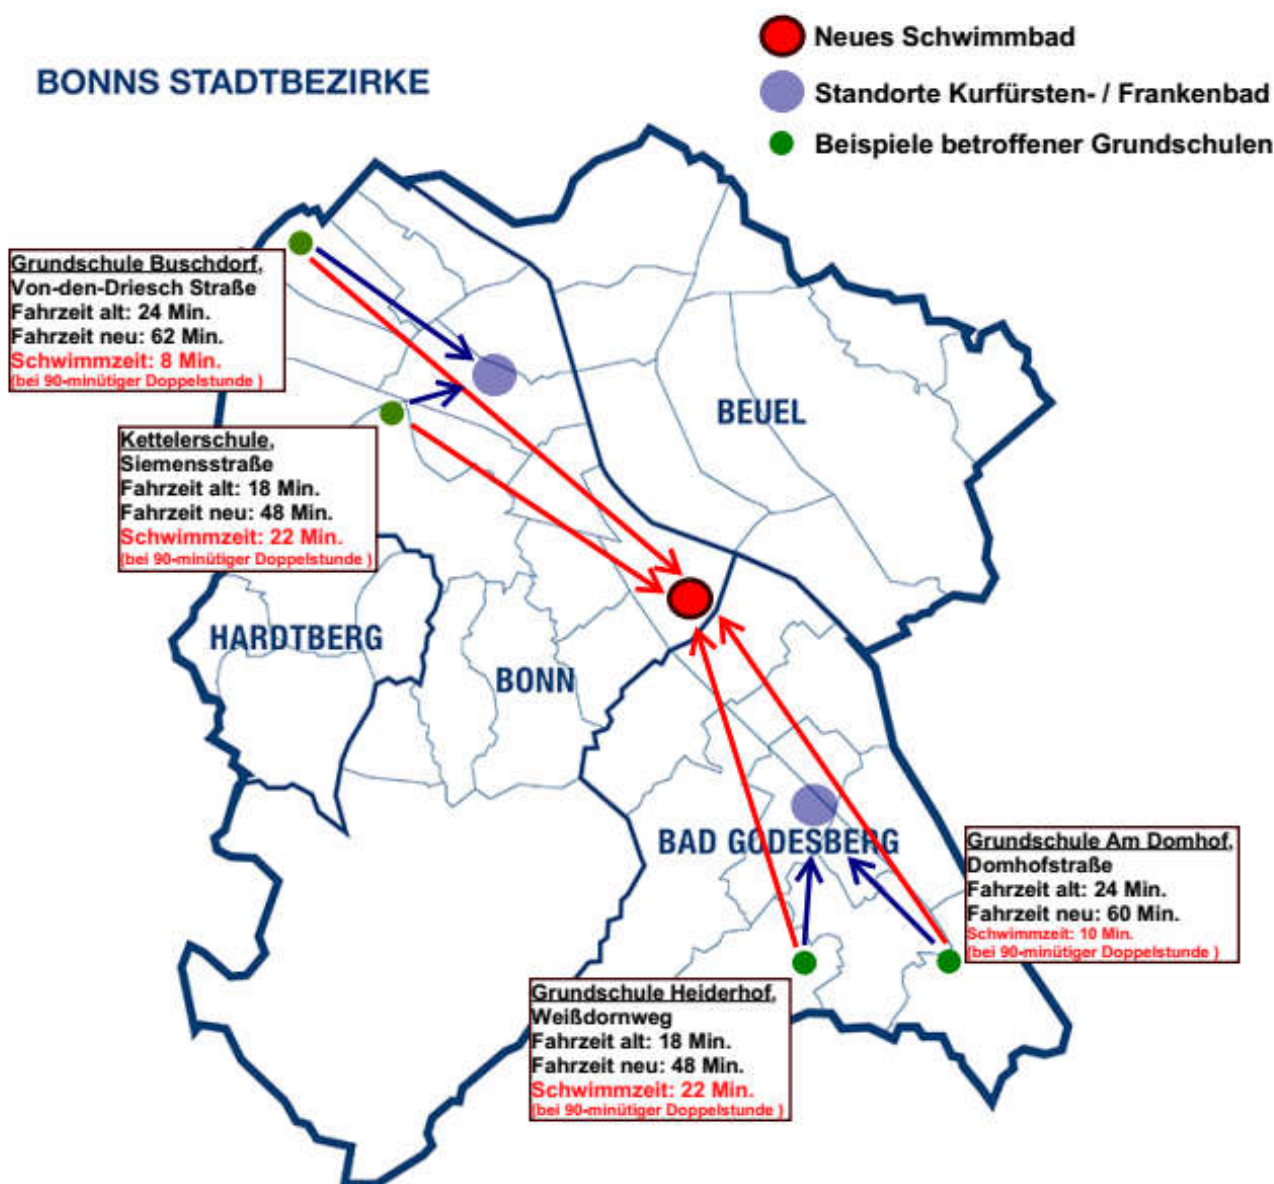 Neues Schwimmbad
BONNS STADTBEZIRKE
Standorte Kurfürsten- / Frankenbad
Beispiele betroffener Grundschulen
Grundschule Buschdorf,
Von-den-Driesch Straße
Fahrzeit alt: 24 Min.
Fahrzeit neu: 62 Min.
Schwimmzeit: 8 Min.
(bei 90-minütiger Doppelstunde )
BEUEL
Kettelerschule,
Siemensstraße
Fahrzeit alt: 18 Min.
Fahrzeit neu: 48 Min.
Schwimmzeit: 22 Min.
(bei 90-minütiger Doppelstunde )
HARDTBERG
BONN
BAD GODESBERG
Grundschule Am Domhof,
Domhofstraße
Fahrzeit alt: 24 Min.
Fahrzeit neu: 60 Min.
Schwimmzeit: 10 Min.
(bei 90-minütiger Doppelstunde )
Grundschule Heiderhof,
Weißdornweg
Fahrzeit alt: 18 Min.
Fahrzeit neu: 48 Min.
Schwimmzeit: 22 Min.
(bei 90-minütiger Doppelstunde )